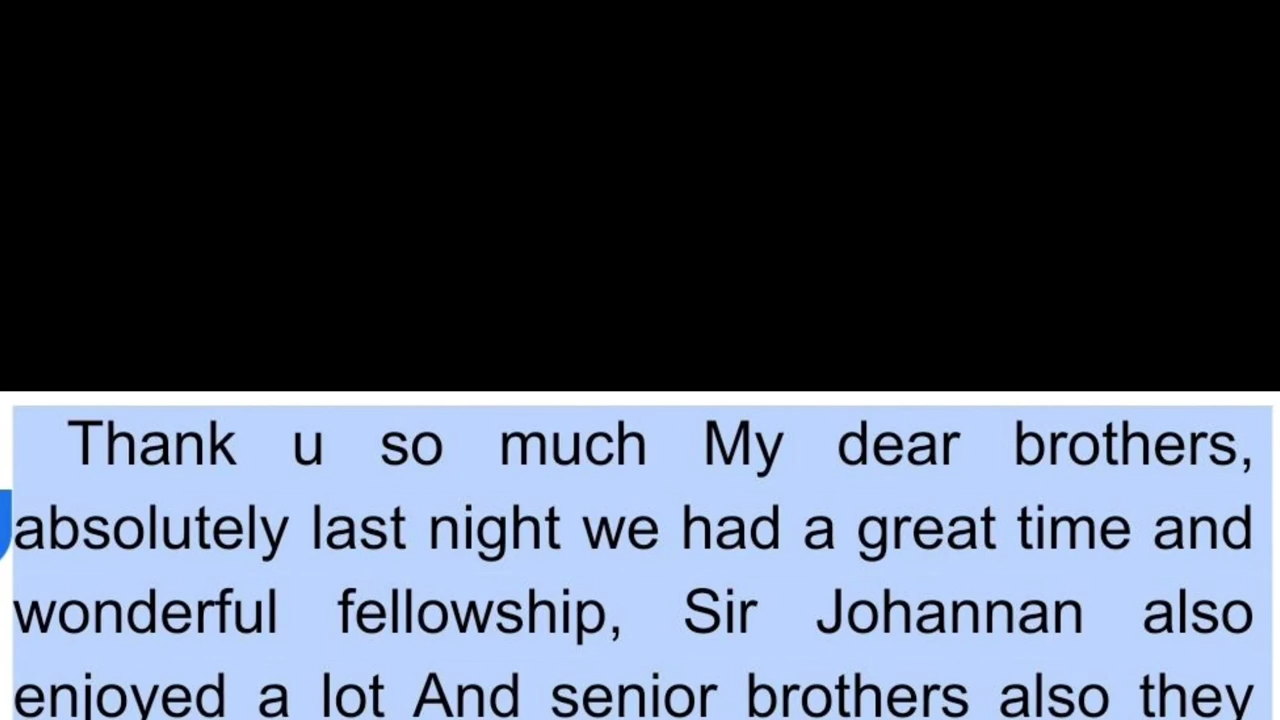 Thank u so much My dear brothers,
absolutely last night we had a great time and
wonderful fellowship, Sir Johannan also
enjoyed a lot And senior brothers also they